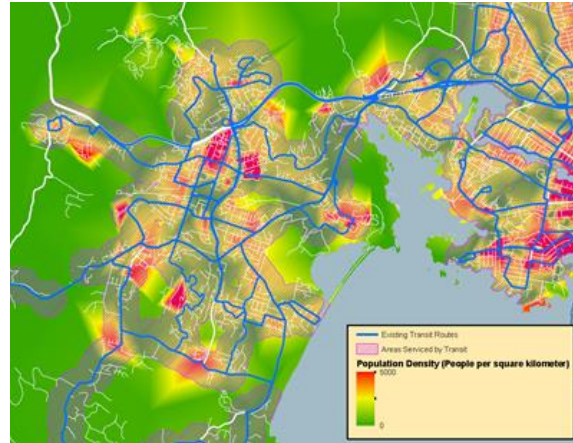 Existing Transit Routes
Areas Serviced by Transit
Population Density (People per square kilometer)
5000
0